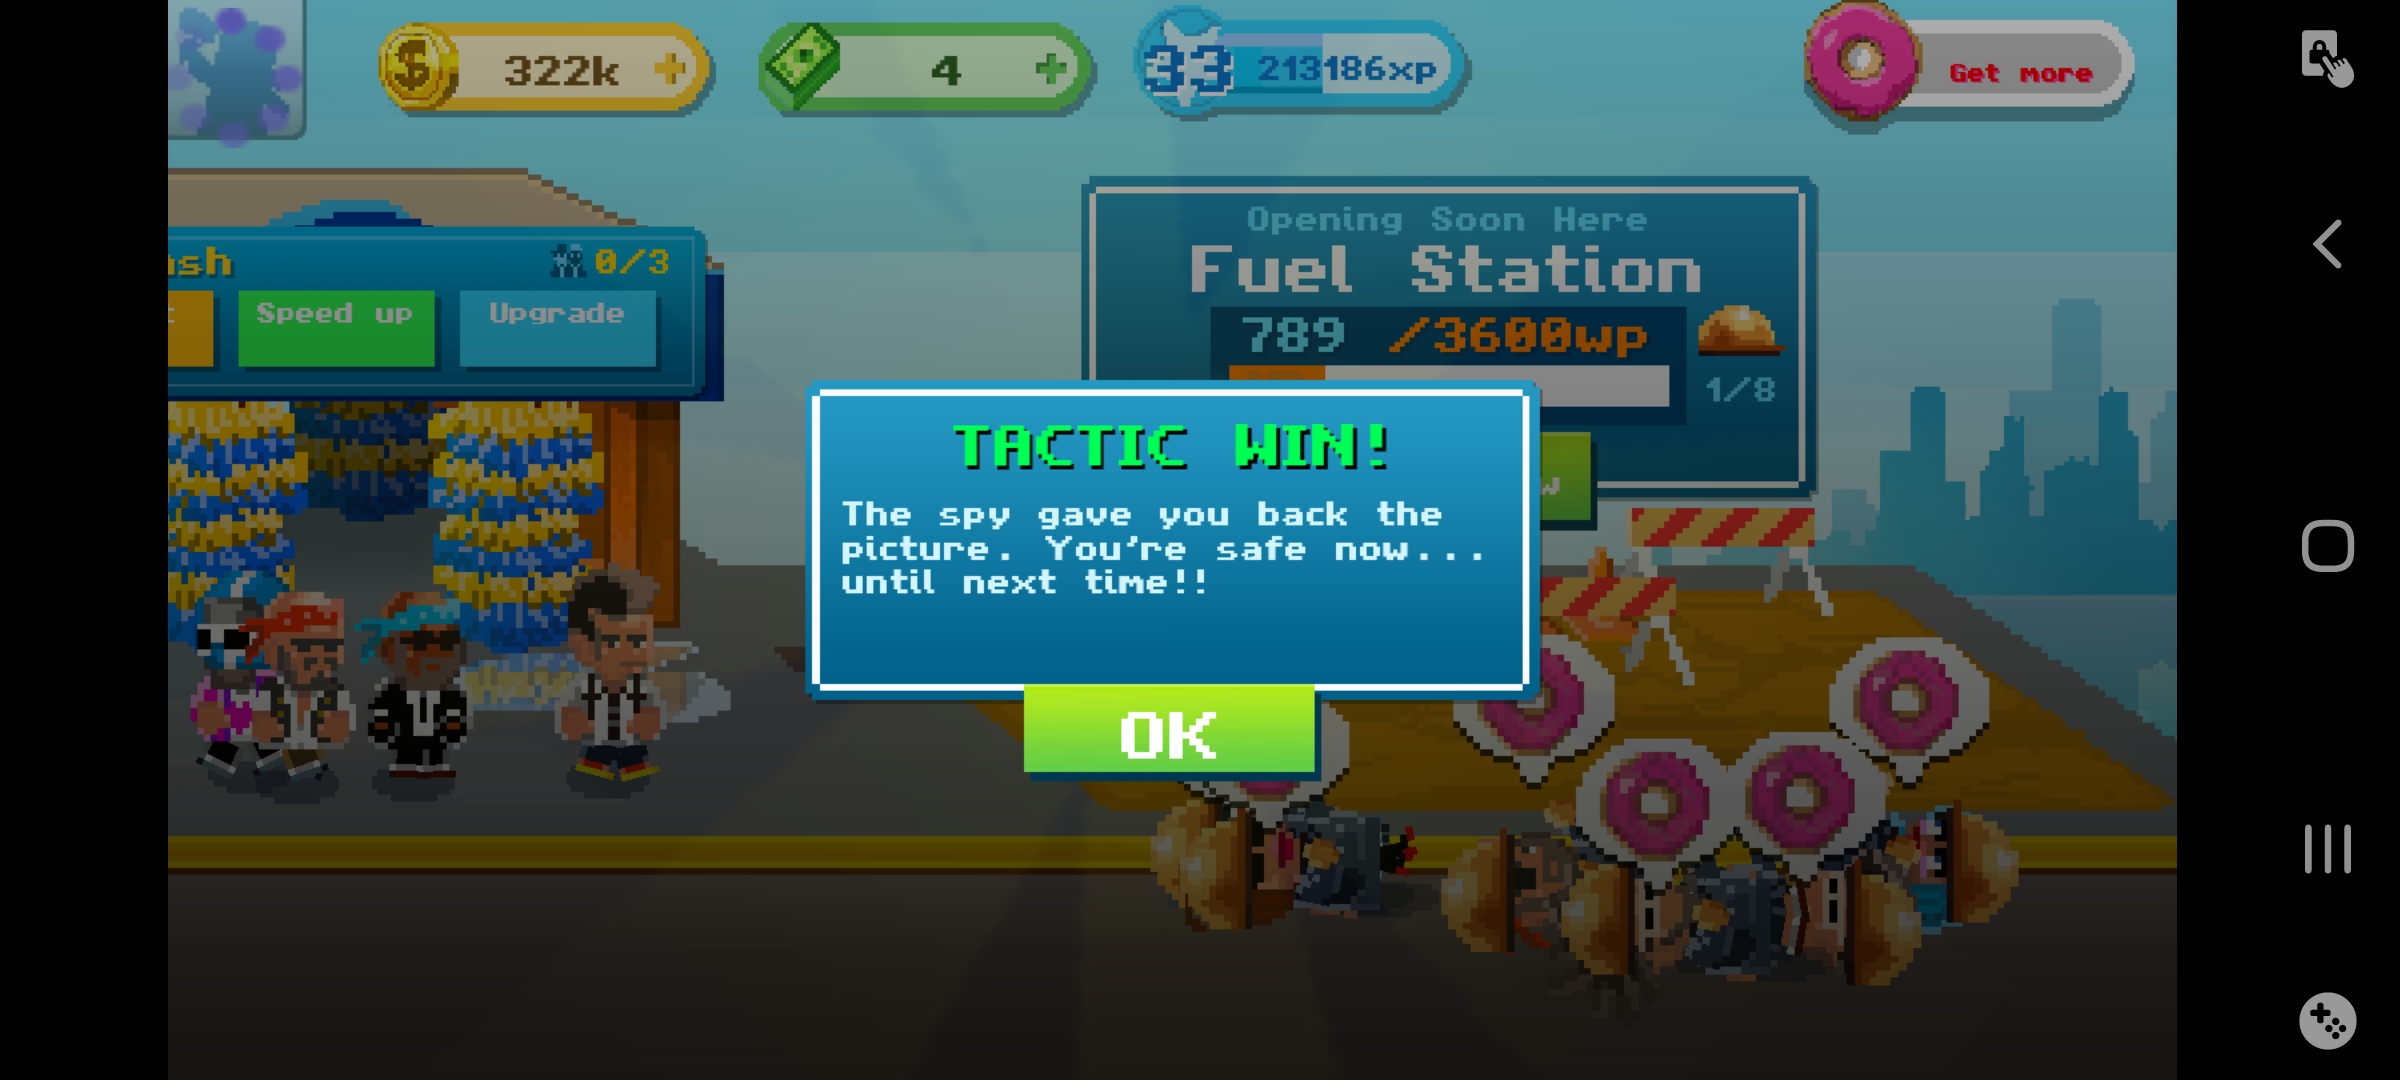 322k
4
33
213186xp
Get more
Opening Soon Here
Fuel Station
789 /3600wp
1/8
0/3
Speed up
Upgrade
TACTIC WIN!
The spy gave you back the
picture. You're safe now...
until next time!!
OK